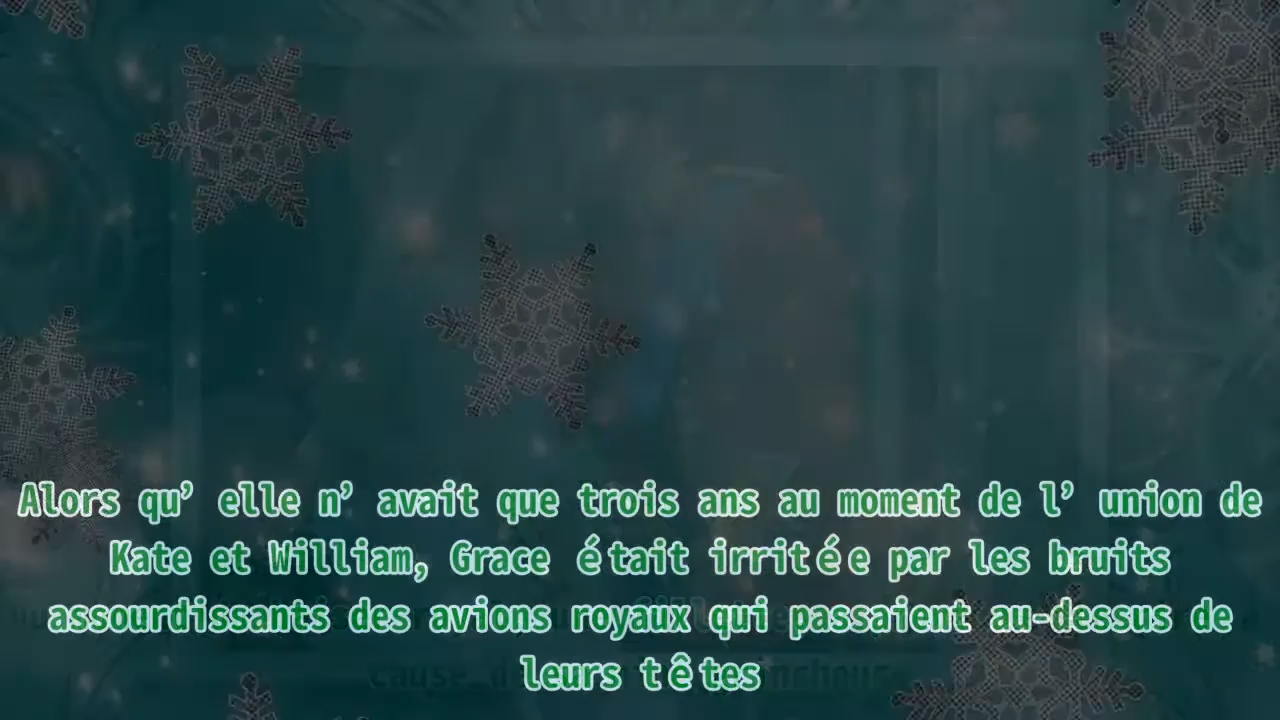 Alors qu’ elle n’ avait que trois ans au moment de l’ union de
Kate et William, Grace était irritée par les bruits
assourdissants des avions royaux qui passaient au-dessus de
leurs têtes
cause